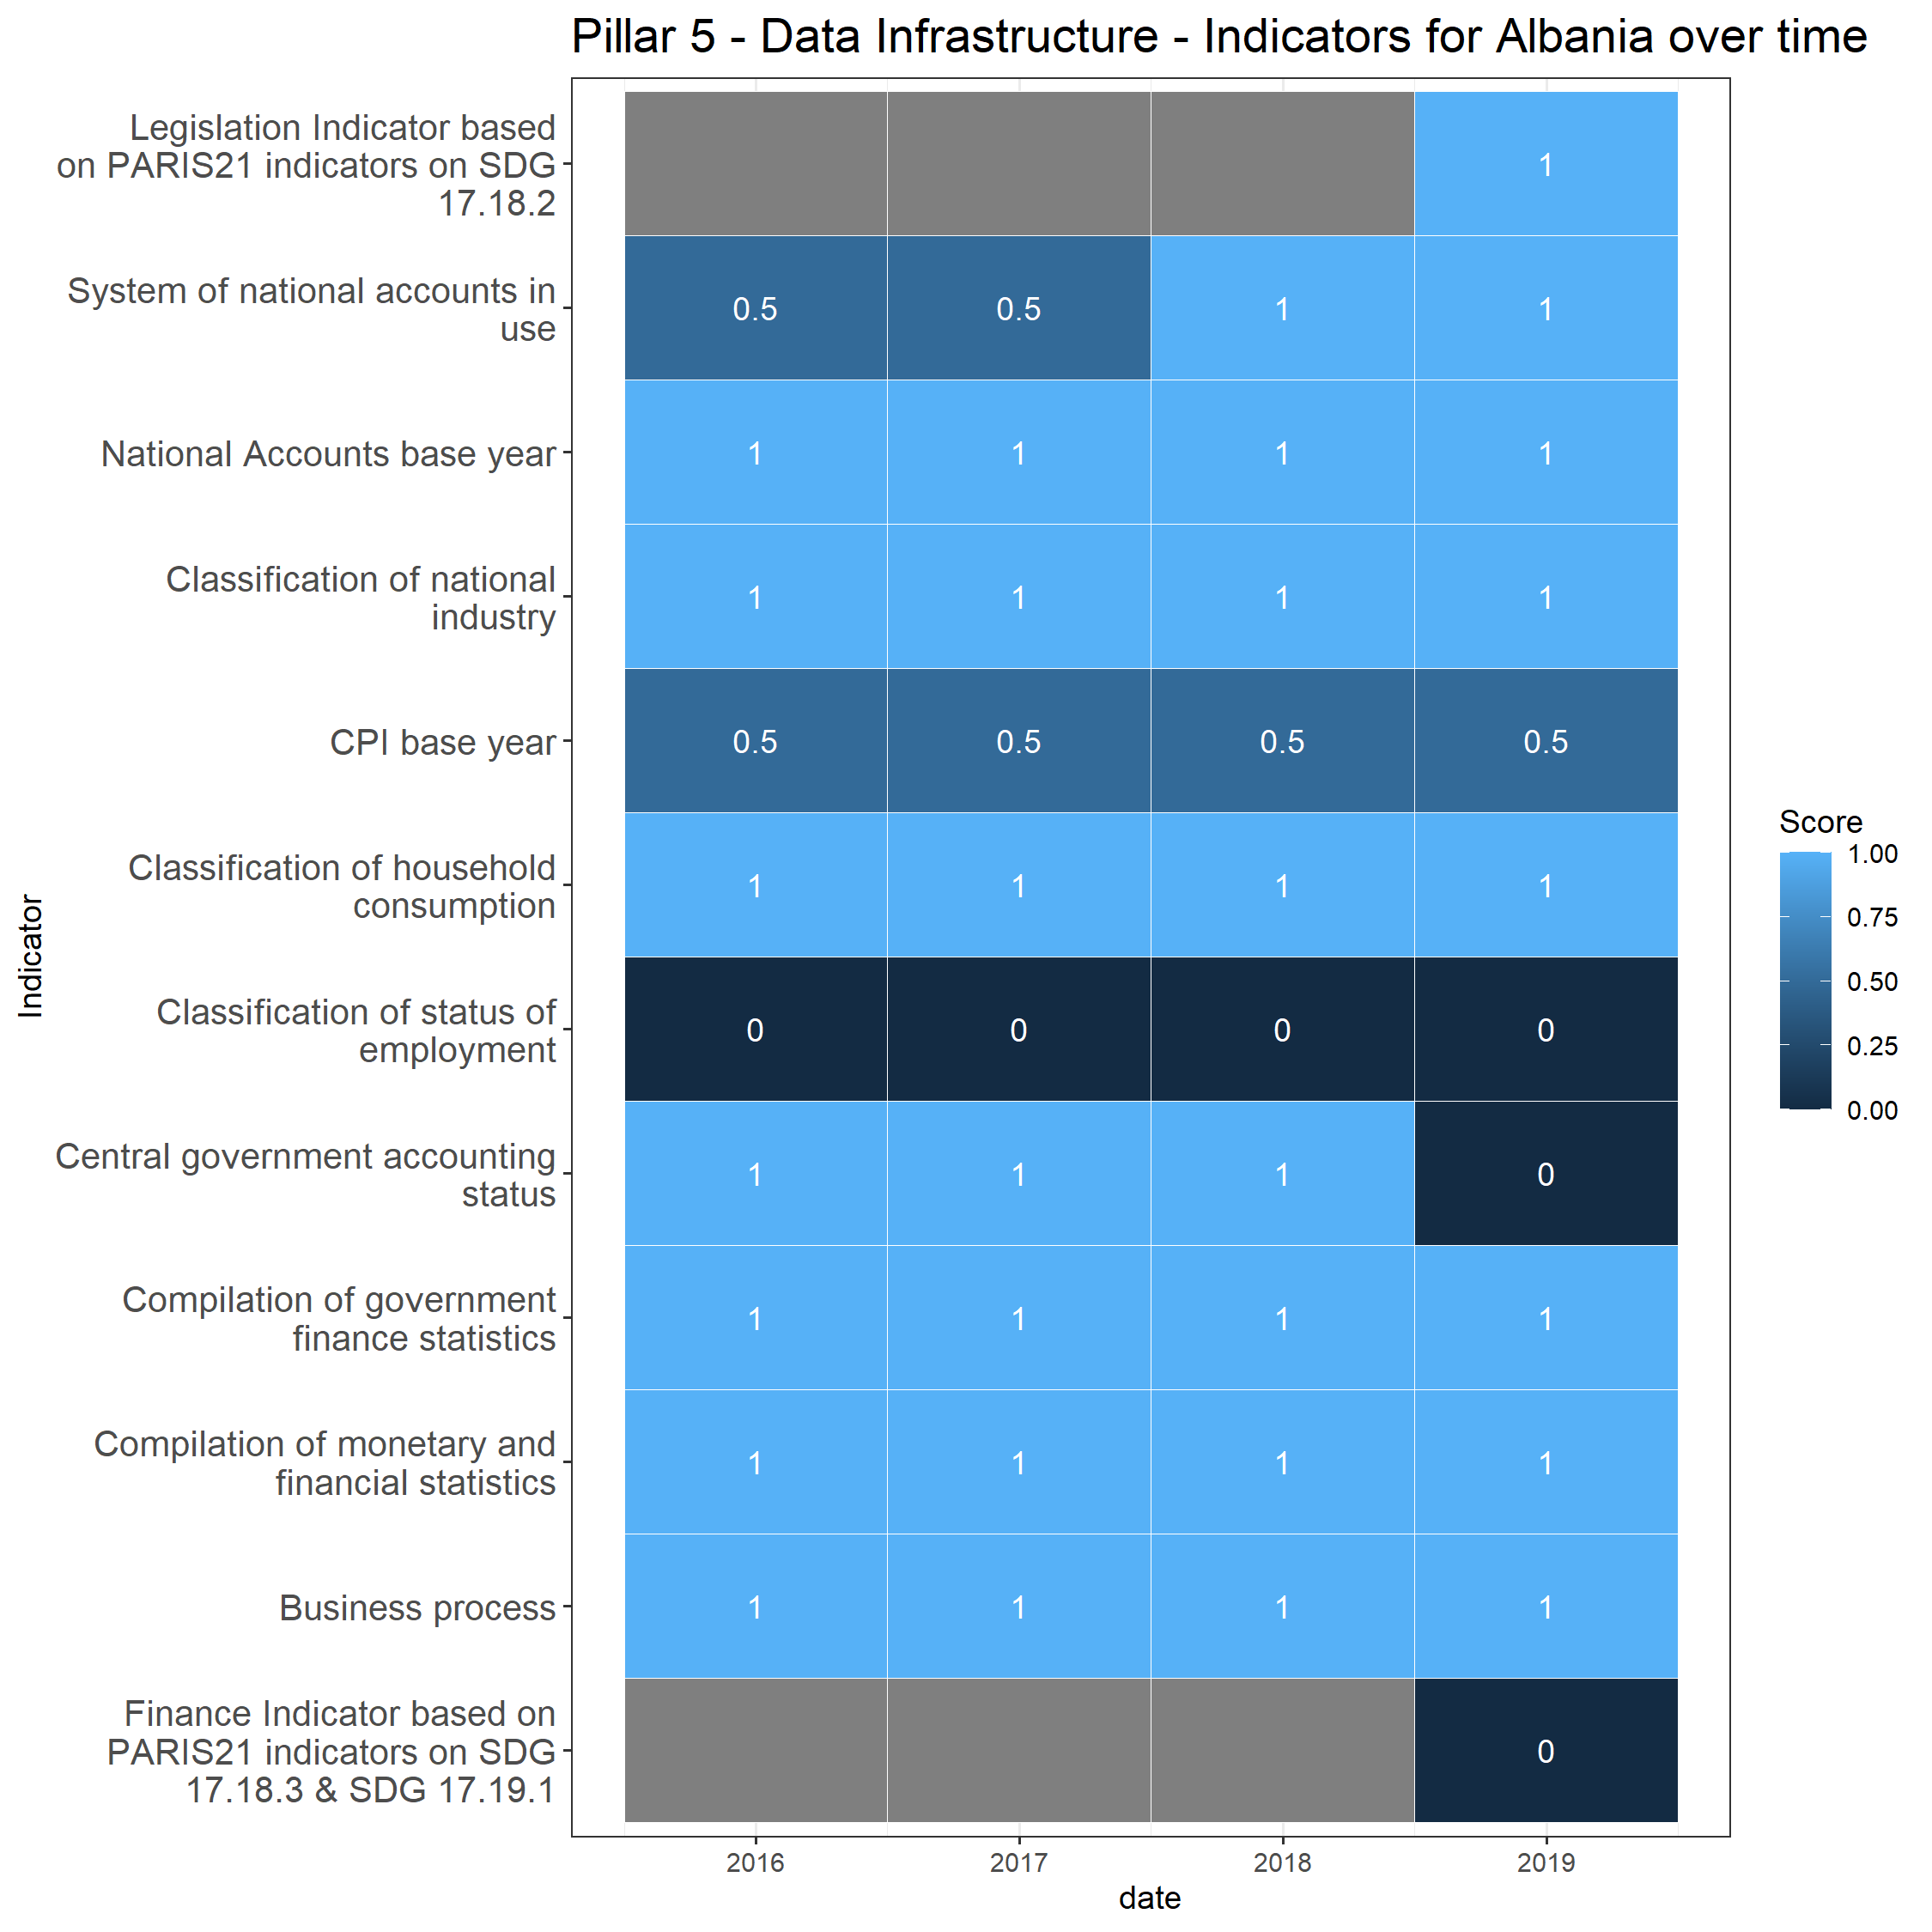 Pillar 5 - Data Infrastructure - Indicators for Albania over time
Indicator
Legislation Indicator based
on PARIS21 indicators on SDG
17.18.2
1
System of national accounts in
use
0.5 0.5 1 1
National Accounts base year
1 1 1 1
Classification of national
industry
1 1 1 1
CPI base year
0.5 0.5 0.5 0.5
Classification of household
consumption
1 1 1 1
Classification of status of
employment
0 0 0 0
Central government accounting
status
1 1 1 0
Compilation of government
finance statistics
1 1 1 1
Compilation of monetary and
financial statistics
1 1 1 1
Business process
1 1 1 1
Finance Indicator based on
PARIS21 indicators on SDG
17.18.3 & SDG 17.19.1
0
2016 2017 2018 2019
date
Score
1.00
0.75
0.50
0.25
0.00